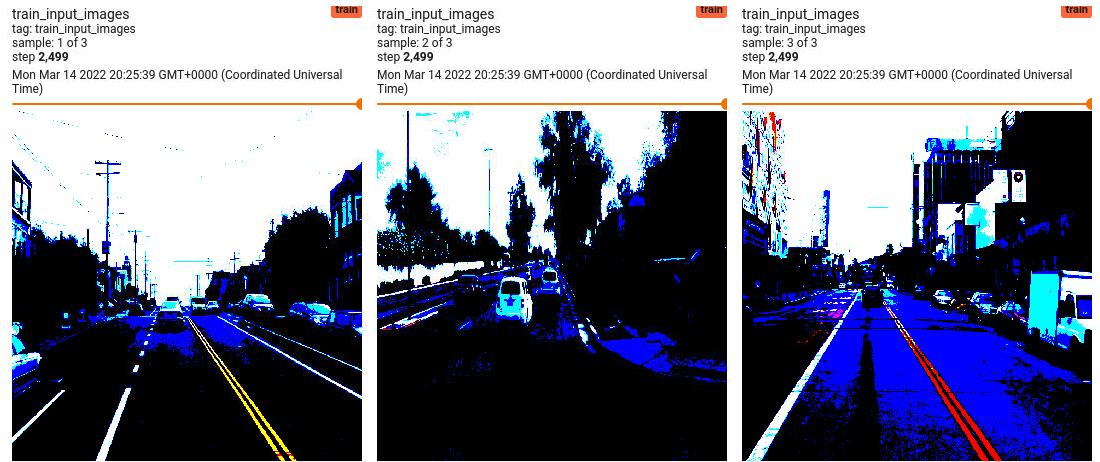 train_input_images
train
tag: train_input_images
sample: 1 of 3
step 2,499
Mon Mar 14 2022 20:25:39 GMT+0000 (Coordinated Universal
Time)
train_input_images
train
tag: train_input_images
sample: 2 of 3
step 2,499
Mon Mar 14 2022 20:25:39 GMT+0000 (Coordinated Universal
Time)
train_input_images
train
tag: train_input_images
sample: 3 of 3
step 2,499
Mon Mar 14 2022 20:25:39 GMT+0000 (Coordinated Universal
Time)